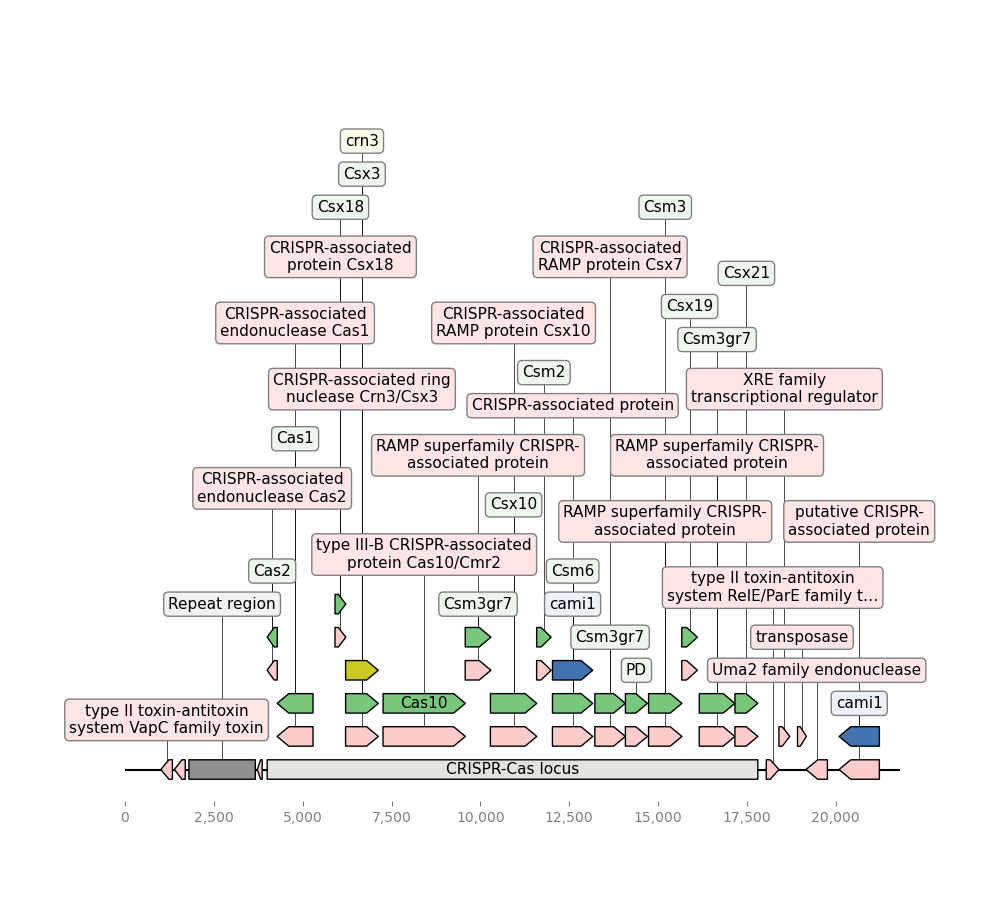 crn3
Csx3
Csx18
Csm3
CRISPR-associated
protein Csx18
CRISPR-associated
RAMP protein Csx7
Csx21
Csx19
CRISPR-associated
endonuclease Cas1
CRISPR-associated
RAMP protein Csx10
Csm3gr7
Csm2
CRISPR-associated ring
nuclease Crn3/Csx3
XRE family
transcriptional regulator
CRISPR-associated protein
Cas1
RAMP superfamily CRISPR-
associated protein
RAMP superfamily CRISPR-
associated protein
CRISPR-associated
endonuclease Cas2
Csx10
RAMP superfamily CRISPR-
associated protein
putative CRISPR-
associated protein
type III-B CRISPR-associated
protein Cas10/Cmr2
Cas2
Csm6
type II toxin-antitoxin
system RelE/ParE family t...
Repeat region
Csm3gr7
cami1
Csm3gr7
transposase
PD
Uma2 family endonuclease
Cas10
cami1
type II toxin-antitoxin
system VapC family toxin
CRISPR-Cas locus
0
2,500
5,000
7,500
10,000
12,500
15,000
17,500
20,000